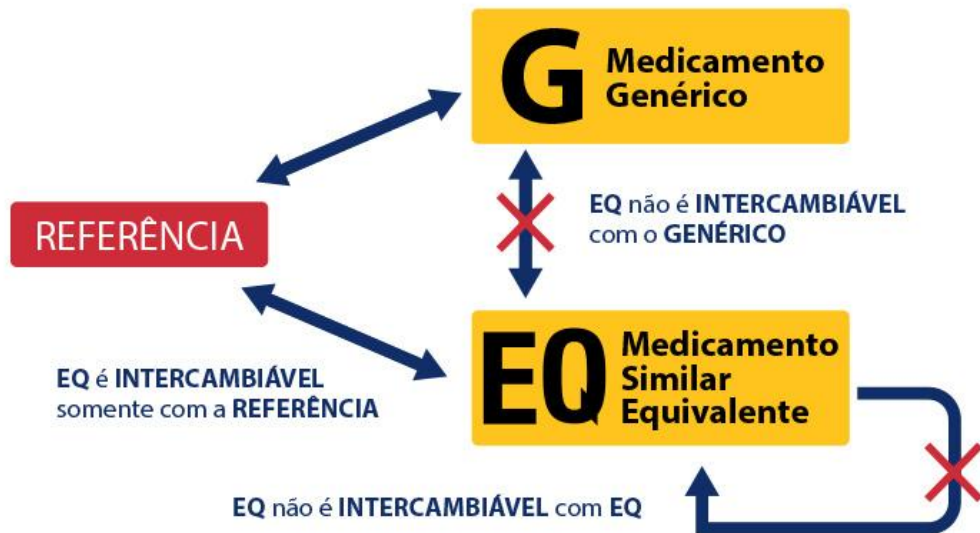 G Medicamento
Genérico
REFERÊNCIA
EQ não é INTERCAMBIÁVEL
com o GENÉRICO
EQ Medicamento
Similar
Equivalente
EQ é INTERCAMBIÁVEL
somente com a REFERÊNCIA
EQ não é INTERCAMBIÁVEL com EQ